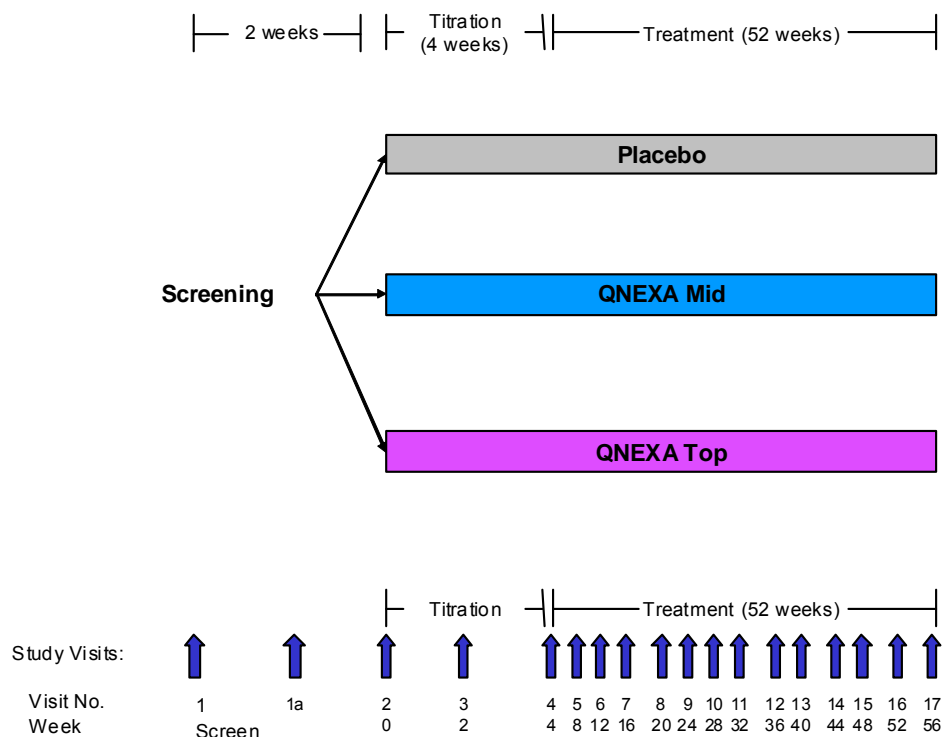 2 weeks
Titration
(4 weeks)
Treatment (52 weeks)
Placebo
Screening
QNEXA Mid
QNEXA Top
Titration
Treatment (52 weeks)
Study Visits:
Visit No. 1 1a 2 3 4 5 6 7 8 9 10 11 12 13 14 15 16 17
Week Screen 0 2 4 8 12 16 20 24 28 32 36 40 44 48 52 56